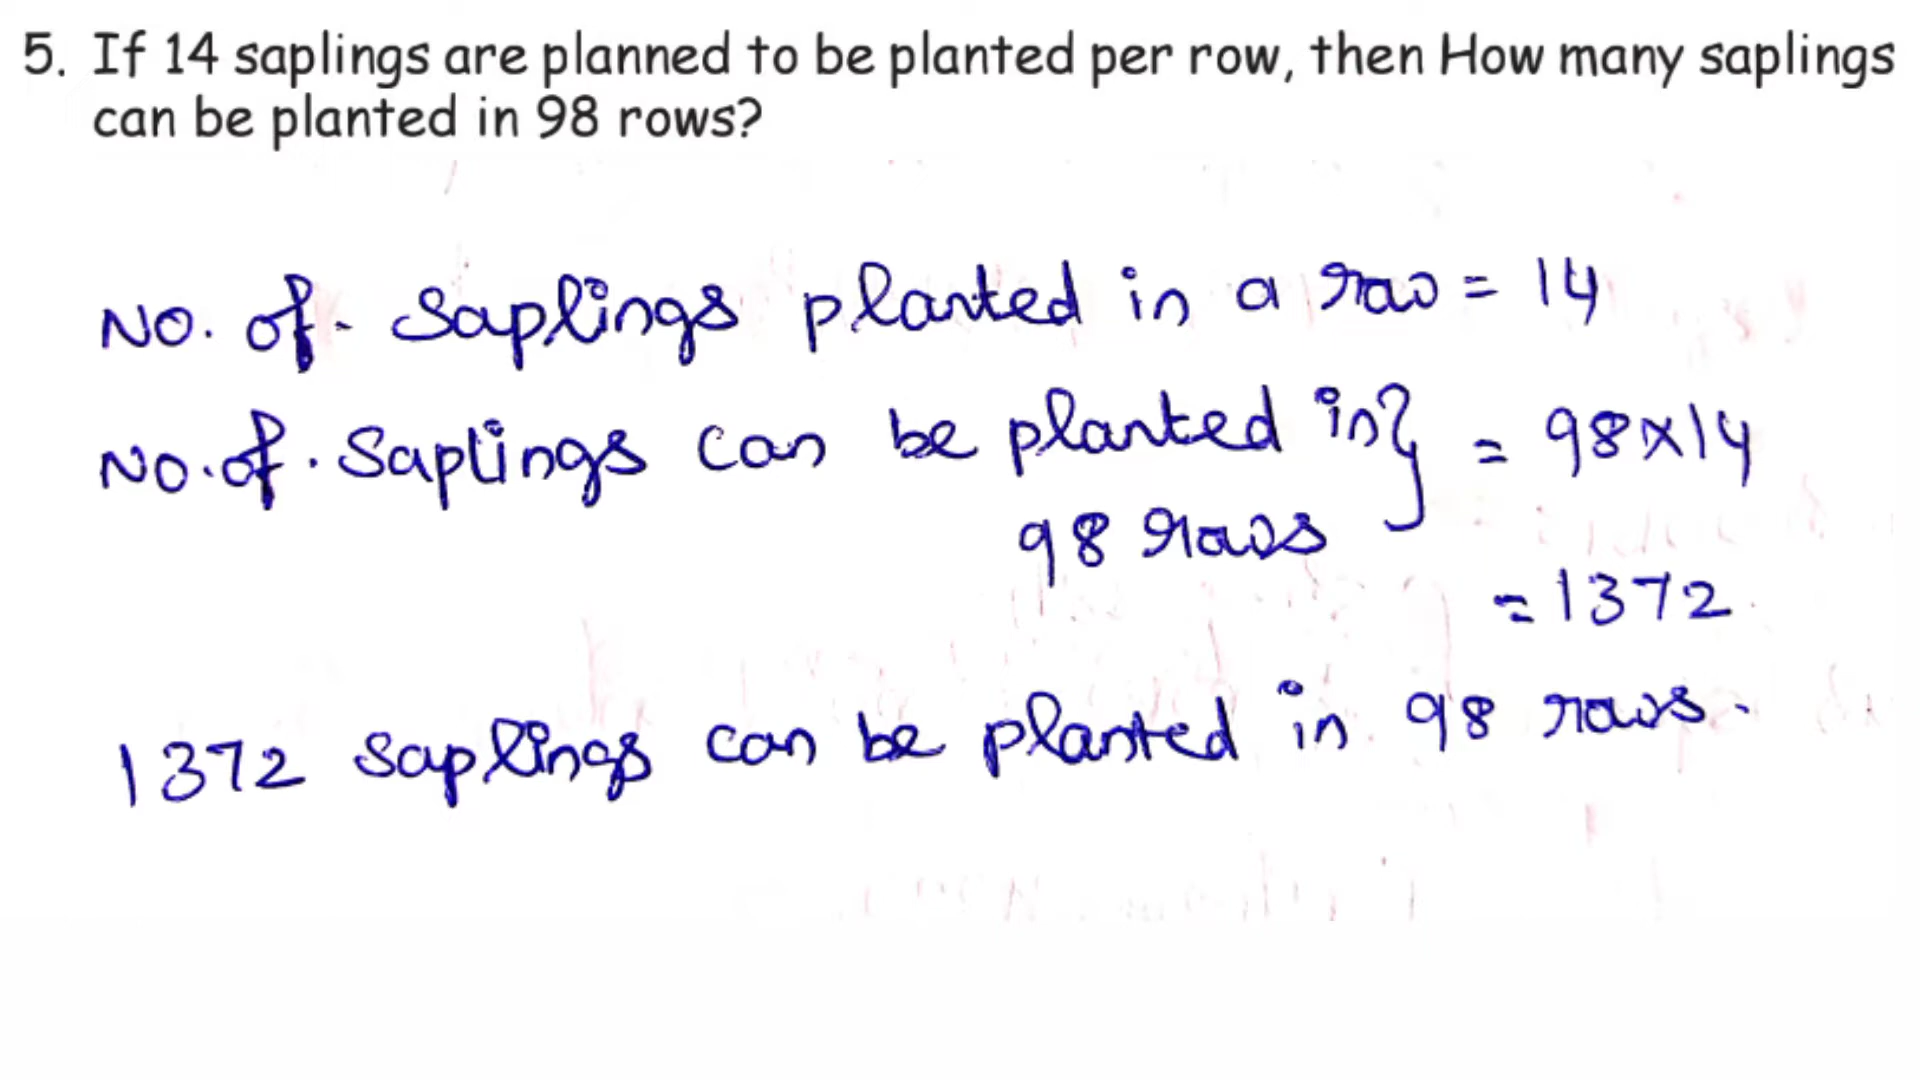 5. If 14 saplings are planned to be planted per row, then How many saplings
can be planted in 98 rows?
No. of. Saplings planted in a row = 14
No. of. Saplings can be planted in} = 98x14
98 rows
= 1372
1372 Saplings can be planted in 98 rows.